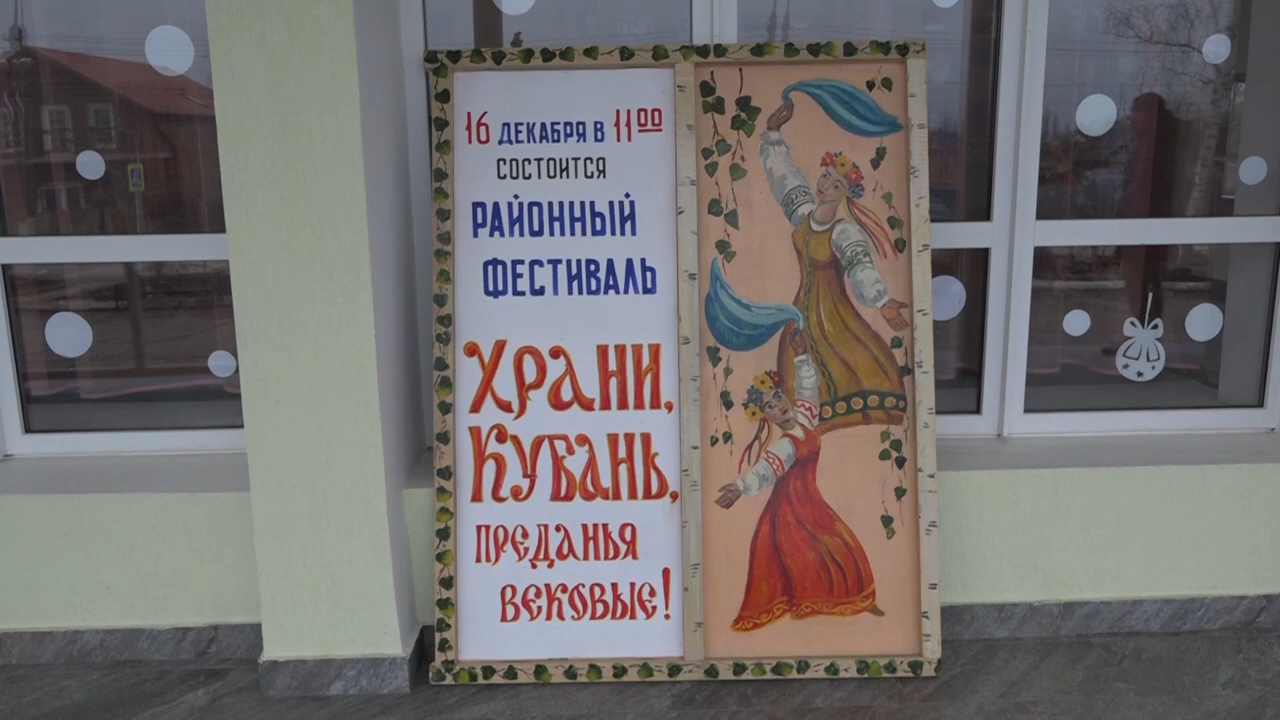 16 ДЕКАБРЯ В 11⁰⁰
СОСТОИТСЯ
РАЙОННЫЙ
ФЕСТИВАЛЬ
ХРАНИ,
КУБАНЬ,
ПРЕДАНЬЯ
ВЕКОВЫЕ!